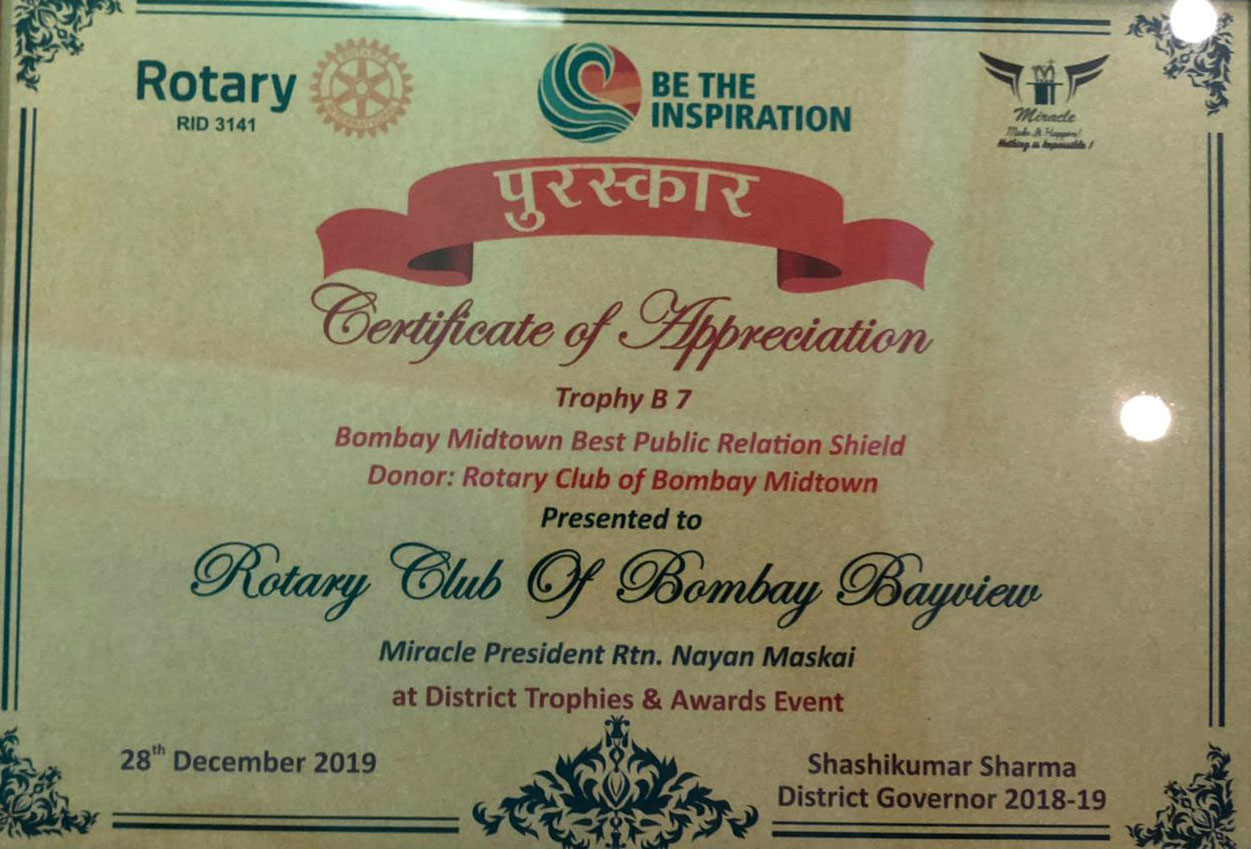 Rotary
RID 3141
BE THE
INSPIRATION
Miracle
Make It Happen!
Nothing is Impossible !
पुरस्कार
Certificate of Appreciation
Trophy B 7
Bombay Midtown Best Public Relation Shield
Donor: Rotary Club of Bombay Midtown
Presented to
Rotary Club Of Bombay Bayview
Miracle President Rtn. Nayan Maskai
at District Trophies & Awards Event
28th December 2019
Shashikumar Sharma
District Governor 2018-19